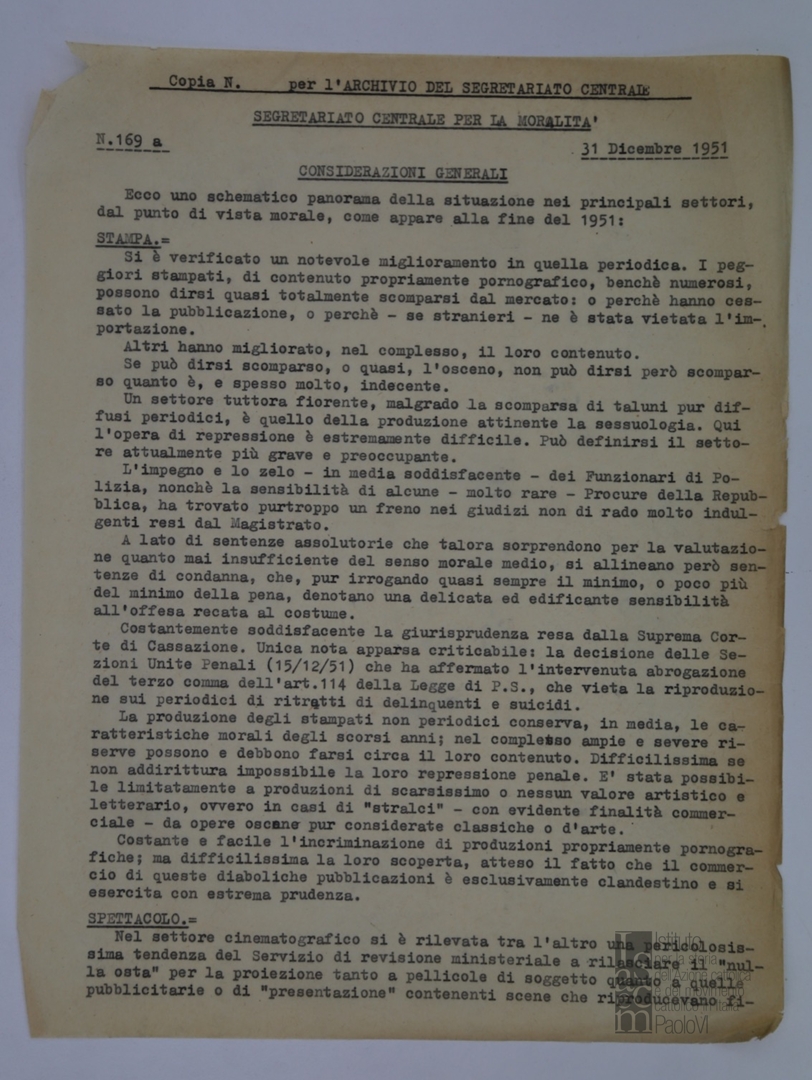 Copia N. per l'ARCHIVIO DEL SEGRETARIATO CENTRALE
SEGRETARIATO CENTRALE PER LA MORALITA'
N.169 a 31 Dicembre 1951
CONSIDERAZIONI GENERALI
Ecco uno schematico panorama della situazione nei principali settori,
dal punto di vista morale, come appare alla fine del 1951:
STAMPA.=
Si è verificato un notevole miglioramento in quella periodica. I peg-
giori stampati, di contenuto propriamente pornografico, benchè numerosi,
possono dirsi quasi totalmente scomparsi dal mercato: o perchè hanno ces-
sato la pubblicazione, o perchè - se stranieri - ne è stata vietata l'im-
portazione.
Altri hanno migliorato, nel complesso, il loro contenuto.
Se può dirsi scomparso, o quasi, l'osceno, non può dirsi però scompar-
so quanto è, e spesso molto, indecente.
Un settore tuttora fiorente, malgrado la scomparsa di taluni pur dif-
fusi periodici, è quello della produzione attinente la sessuologia. Qui
l'opera di repressione è estremamente difficile. Può definirsi il setto-
re attualmente più grave e preoccupante.
L'impegno e lo zelo - in media soddisfacente - dei Funzionari di Po-
lizia, nonchè la sensibilità di alcune - molto rare - Procure della Repub-
blica, ha trovato purtroppo un freno nei giudizi non di rado molto indul-
genti resi dal Magistrato.
A lato di sentenze assolutorie che talora sorprendono per la valutazio-
ne quanto mai insufficiente del senso morale medio, si allineano però sen-
tenze di condanna, che, pur irrogando quasi sempre il minimo, o poco più
del minimo della pena, denotano una delicata ed edificante sensibilità
all'offesa recata al costume.
Costantemente soddisfacente la giurisprudenza resa dalla Suprema Cor-
te di Cassazione. Unica nota apparsa criticabile: la decisione delle Se-
zioni Unite Penali (15/12/51) che ha affermato l'intervenuta abrogazione
del terzo comma dell'art.114 della Legge di P.S., che vieta la riproduzio-
ne sui periodici di ritratti di delinquenti e suicidi.
La produzione degli stampati non periodici conserva, in media, le ca-
ratteristiche morali degli scorsi anni; nel complesso ampie e severe ri-
serve possono e debbono farsi circa il loro contenuto. Difficilissima se
non addirittura impossibile la loro repressione penale. E' stata possibi-
le limitatamente a produzioni di scarsissimo o nessun valore artistico e
letterario, ovvero in casi di "stralci" - con evidente finalità commer-
ciale - da opere oscene pur considerate classiche o d'arte.
Costante e facile l'incriminazione di produzioni propriamente pornogra-
fiche; ma difficilissima la loro scoperta, atteso il fatto che il commer-
cio di queste diaboliche pubblicazioni è esclusivamente clandestino e si
esercita con estrema prudenza.
SPETTACOLO.=
Nel settore cinematografico si è rilevata tra l'altro una pericolosis-
sima tendenza del Servizio di revisione ministeriale a rilasciare il "nul-
la osta" per la proiezione tanto a pellicole di soggetto quanto a quelle
pubblicitarie o di "presentazione" contenenti scene che riproducevano fi-
Istituto
per la storia
dell'Azione cattolica
e del movimento
cattolico in Italia
Paolo VI